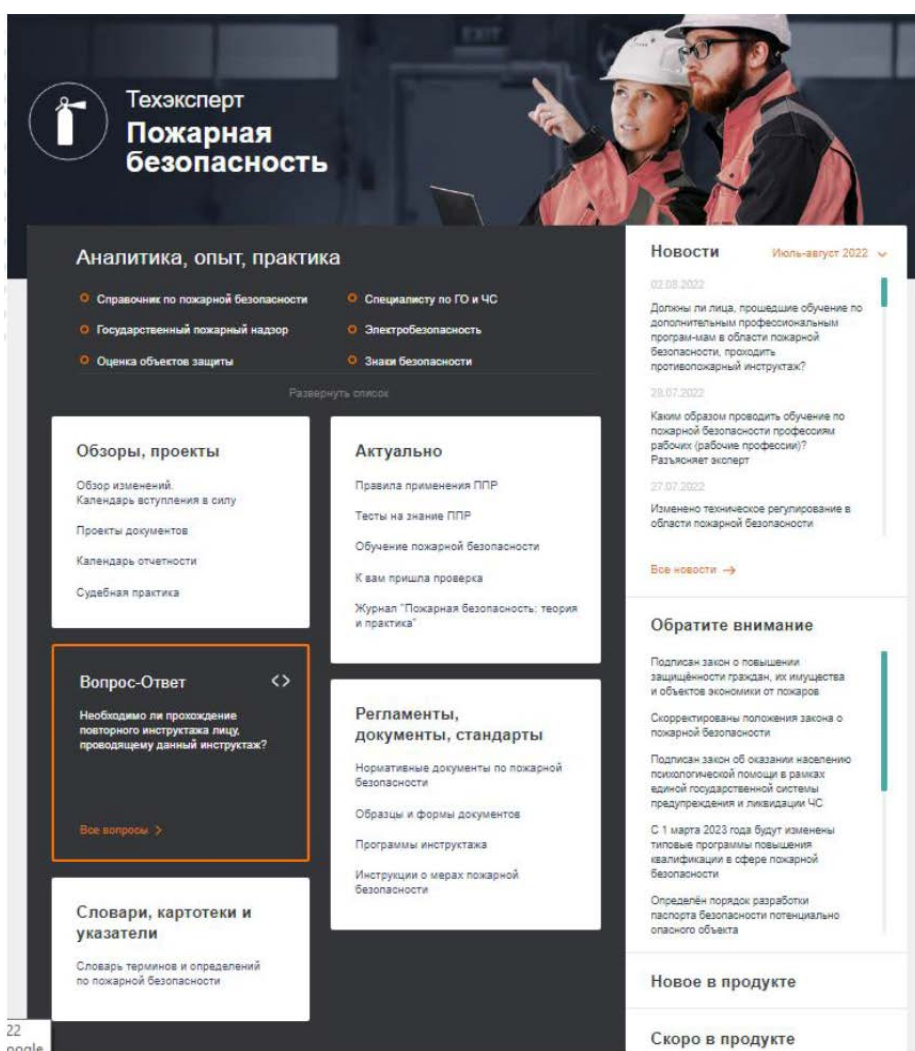 EXIT
Техэксперт
Пожарная
безопасность
Аналитика, опыт, практика
Справочник по пожарной безопасности
Специалисту по ГО и ЧС
Государственный пожарный надзор
Электробезопасность
Оценка объектов защиты
Знаки безопасности
Развернуть список
Обзоры, проекты
Обзор изменений.
Календарь вступления в силу
Проекты документов
Календарь отчетности
Судебная практика
Актуально
Правила применения ППР
Тесты на знание ППР
Обучение пожарной безопасности
К вам пришла проверка
Журнал "Пожарная безопасность: теория
и практика"
Вопрос-Ответ
Необходимо ли прохождение
повторного инструктажа лицу,
проводящему данный инструктаж?
Все вопросы
Регламенты,
документы, стандарты
Нормативные документы по пожарной
безопасности
Образцы и формы документов
Программы инструктажа
Инструкции о мерах пожарной
безопасности
Словари, картотеки и
указатели
Словарь терминов и определений
по пожарной безопасности
Новости
Июль-август 2022
02.08.2022
Должны ли лица, прошедшие обучение по
дополнительным профессиональным
програм-мам в области пожарной
безопасности, проходить
противопожарный инструктаж?
28.07.2022
Каким образом проводить обучение по
пожарной безопасности профессиям
рабочих (рабочие профессии)?
Разъясняет эксперт
27.07.2022
Изменено техническое регулирование в
области пожарной безопасности
Все новости
Обратите внимание
Подписан закон о повышении
защищённости граждан, их имущества
и объектов экономики от пожаров
Скорректированы положения закона о
пожарной безопасности
Подписан закон об оказании населению
психологической помощи в рамках
единой государственной системы
предупреждения и ликвидации ЧС
С 1 марта 2023 года будут изменены
типовые программы повышения
квалификации в сфере пожарной
безопасности
Определён порядок разработки
паспорта безопасности потенциально
опасного объекта
Новое в продукте
Скоро в продукте
22